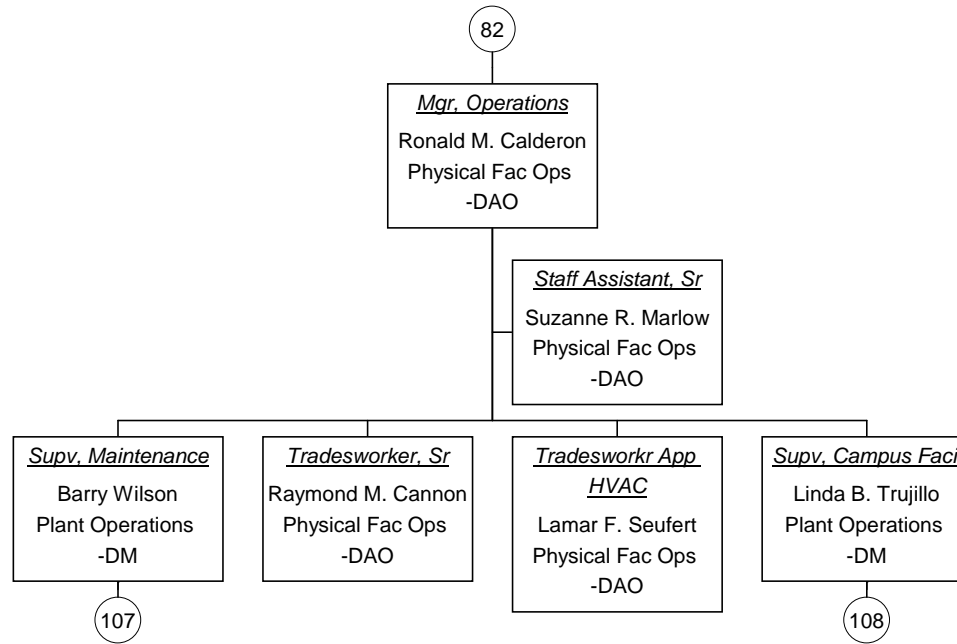 82
Mgr, Operations
Ronald M. Calderon
Physical Fac Ops
-DAO
Staff Assistant, Sr
Suzanne R. Marlow
Physical Fac Ops
-DAO
Supv, Maintenance
Barry Wilson
Plant Operations
-DM
107
Tradesworker, Sr
Raymond M. Cannon
Physical Fac Ops
-DAO
Tradesworkr App
HVAC
Lamar F. Seufert
Physical Fac Ops
-DAO
Supv, Campus Facil
Linda B. Trujillo
Plant Operations
-DM
108